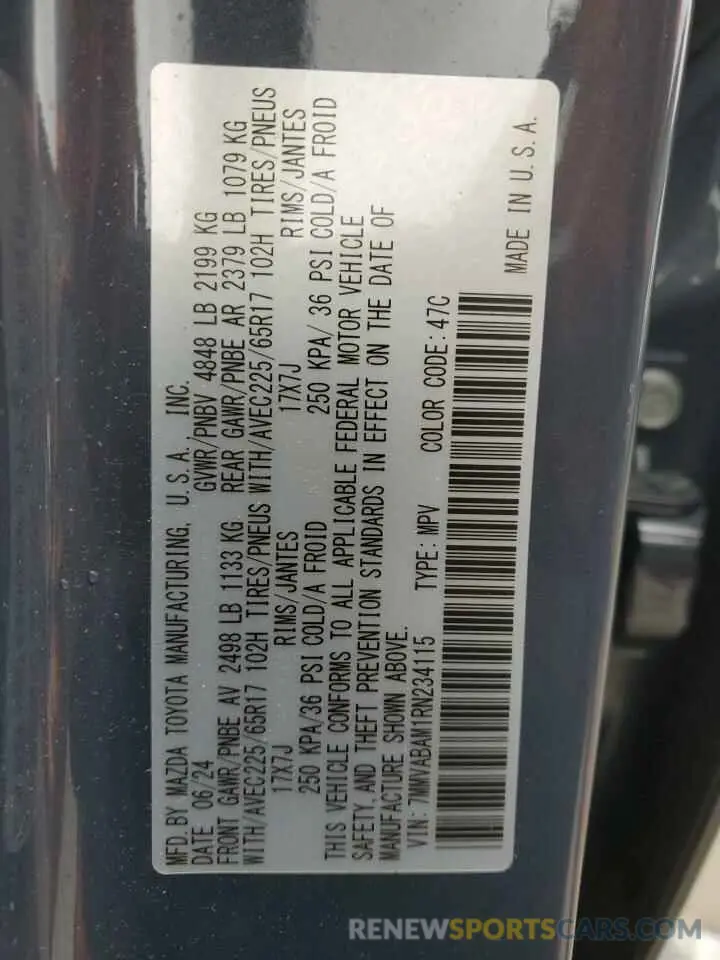 MFD. BY MAZDA TOYOTA MANUFACTURING, U.S.A., INC.
DATE 06/24 GVWR/PNBV 4848 LB 2199 KG
FRONT GAWR/PNBE AV 2498 LB 1133 KG REAR GAWR/PNBE AR 2379 LB 1079 KG
WITH/AVEC225/65R17 102H TIRES/PNEUS WITH/AVEC225/65R17 102H TIRES/PNEUS
17X7J RIMS/JANTES 17X7J RIMS/JANTES
250 KPA/36 PSI COLD/A FROID 250 KPA/ 36 PSI COLD/A FROID
THIS VEHICLE CONFORMS TO ALL APPLICABLE FEDERAL MOTOR VEHICLE
SAFETY, AND THEFT PREVENTION STANDARDS IN EFFECT ON THE DATE OF
MANUFACTURE SHOWN ABOVE.
VIN: 7MMVABAM1RN234115 TYPE: MPV COLOR CODE: 47C
MADE IN U.S.A.
RENEWSPORTSCARS.COM